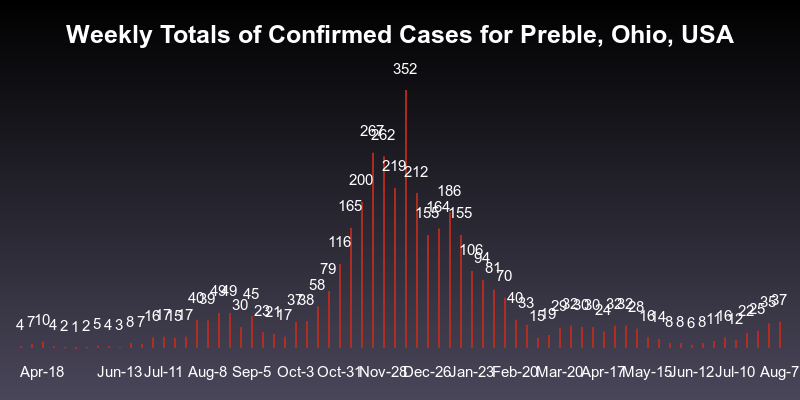 Weekly Totals of Confirmed Cases for Preble, Ohio, USA
4 7 10 4 2 1 2 5 4 3 8 7 16 17 15 17 40 39 49 49 30 45 23 21 17 37 38 58 79 116 165 200 267 262 219 352 212 155 164 186 155 106 94 81 70 40 33 15 19 29 32 30 30 24 32 32 28 16 14 8 8 6 8 11 16 12 22 25 35 37
Apr-18 Jun-13 Jul-11 Aug-8 Sep-5 Oct-3 Oct-31 Nov-28 Dec-26 Jan-23 Feb-20 Mar-20 Apr-17 May-15 Jun-12 Jul-10 Aug-7